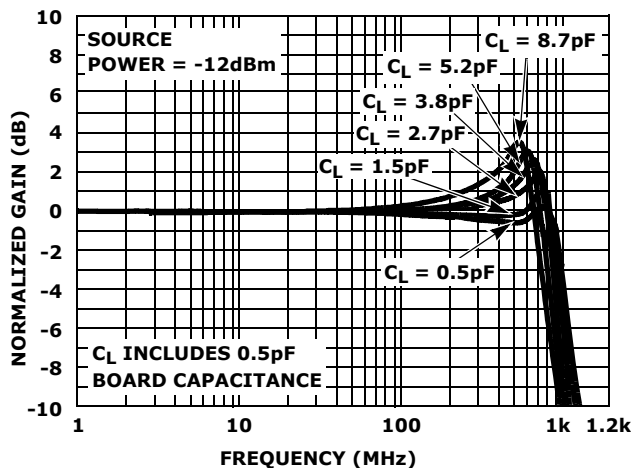 10
8
6
4
2
0
-2
-4
-6
-8
-10
NORMALIZED GAIN (dB)
SOURCE
POWER = -12dBm
CL = 8.7pF
CL = 5.2pF
CL = 3.8pF
CL = 2.7pF
CL = 1.5pF
CL = 0.5pF
CL INCLUDES 0.5pF
BOARD CAPACITANCE
1 10 100 1k 1.2k
FREQUENCY (MHz)